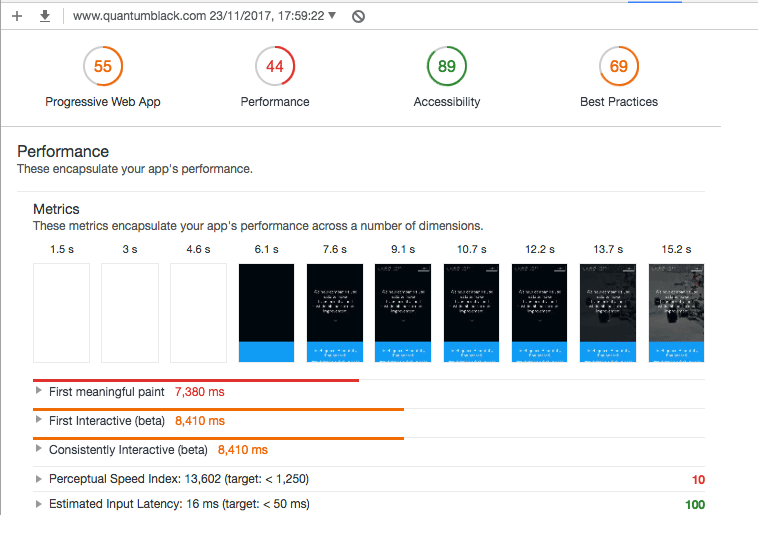 www.quantumblack.com 23/11/2017, 17:59:22 ▼
55
44
89
69
Progressive Web App
Performance
Accessibility
Best Practices
Performance
These encapsulate your app's performance.
Metrics
These metrics encapsulate your app's performance across a number of dimensions.
1.5 s
3 s
4.6 s
6.1 s
7.6 s
9.1 s
10.7 s
12.2 s
13.7 s
15.2 s
First meaningful paint 7,380 ms
First Interactive (beta) 8,410 ms
Consistently Interactive (beta) 8,410 ms
Perceptual Speed Index: 13,602 (target: < 1,250) 10
Estimated Input Latency: 16 ms (target: < 50 ms) 100